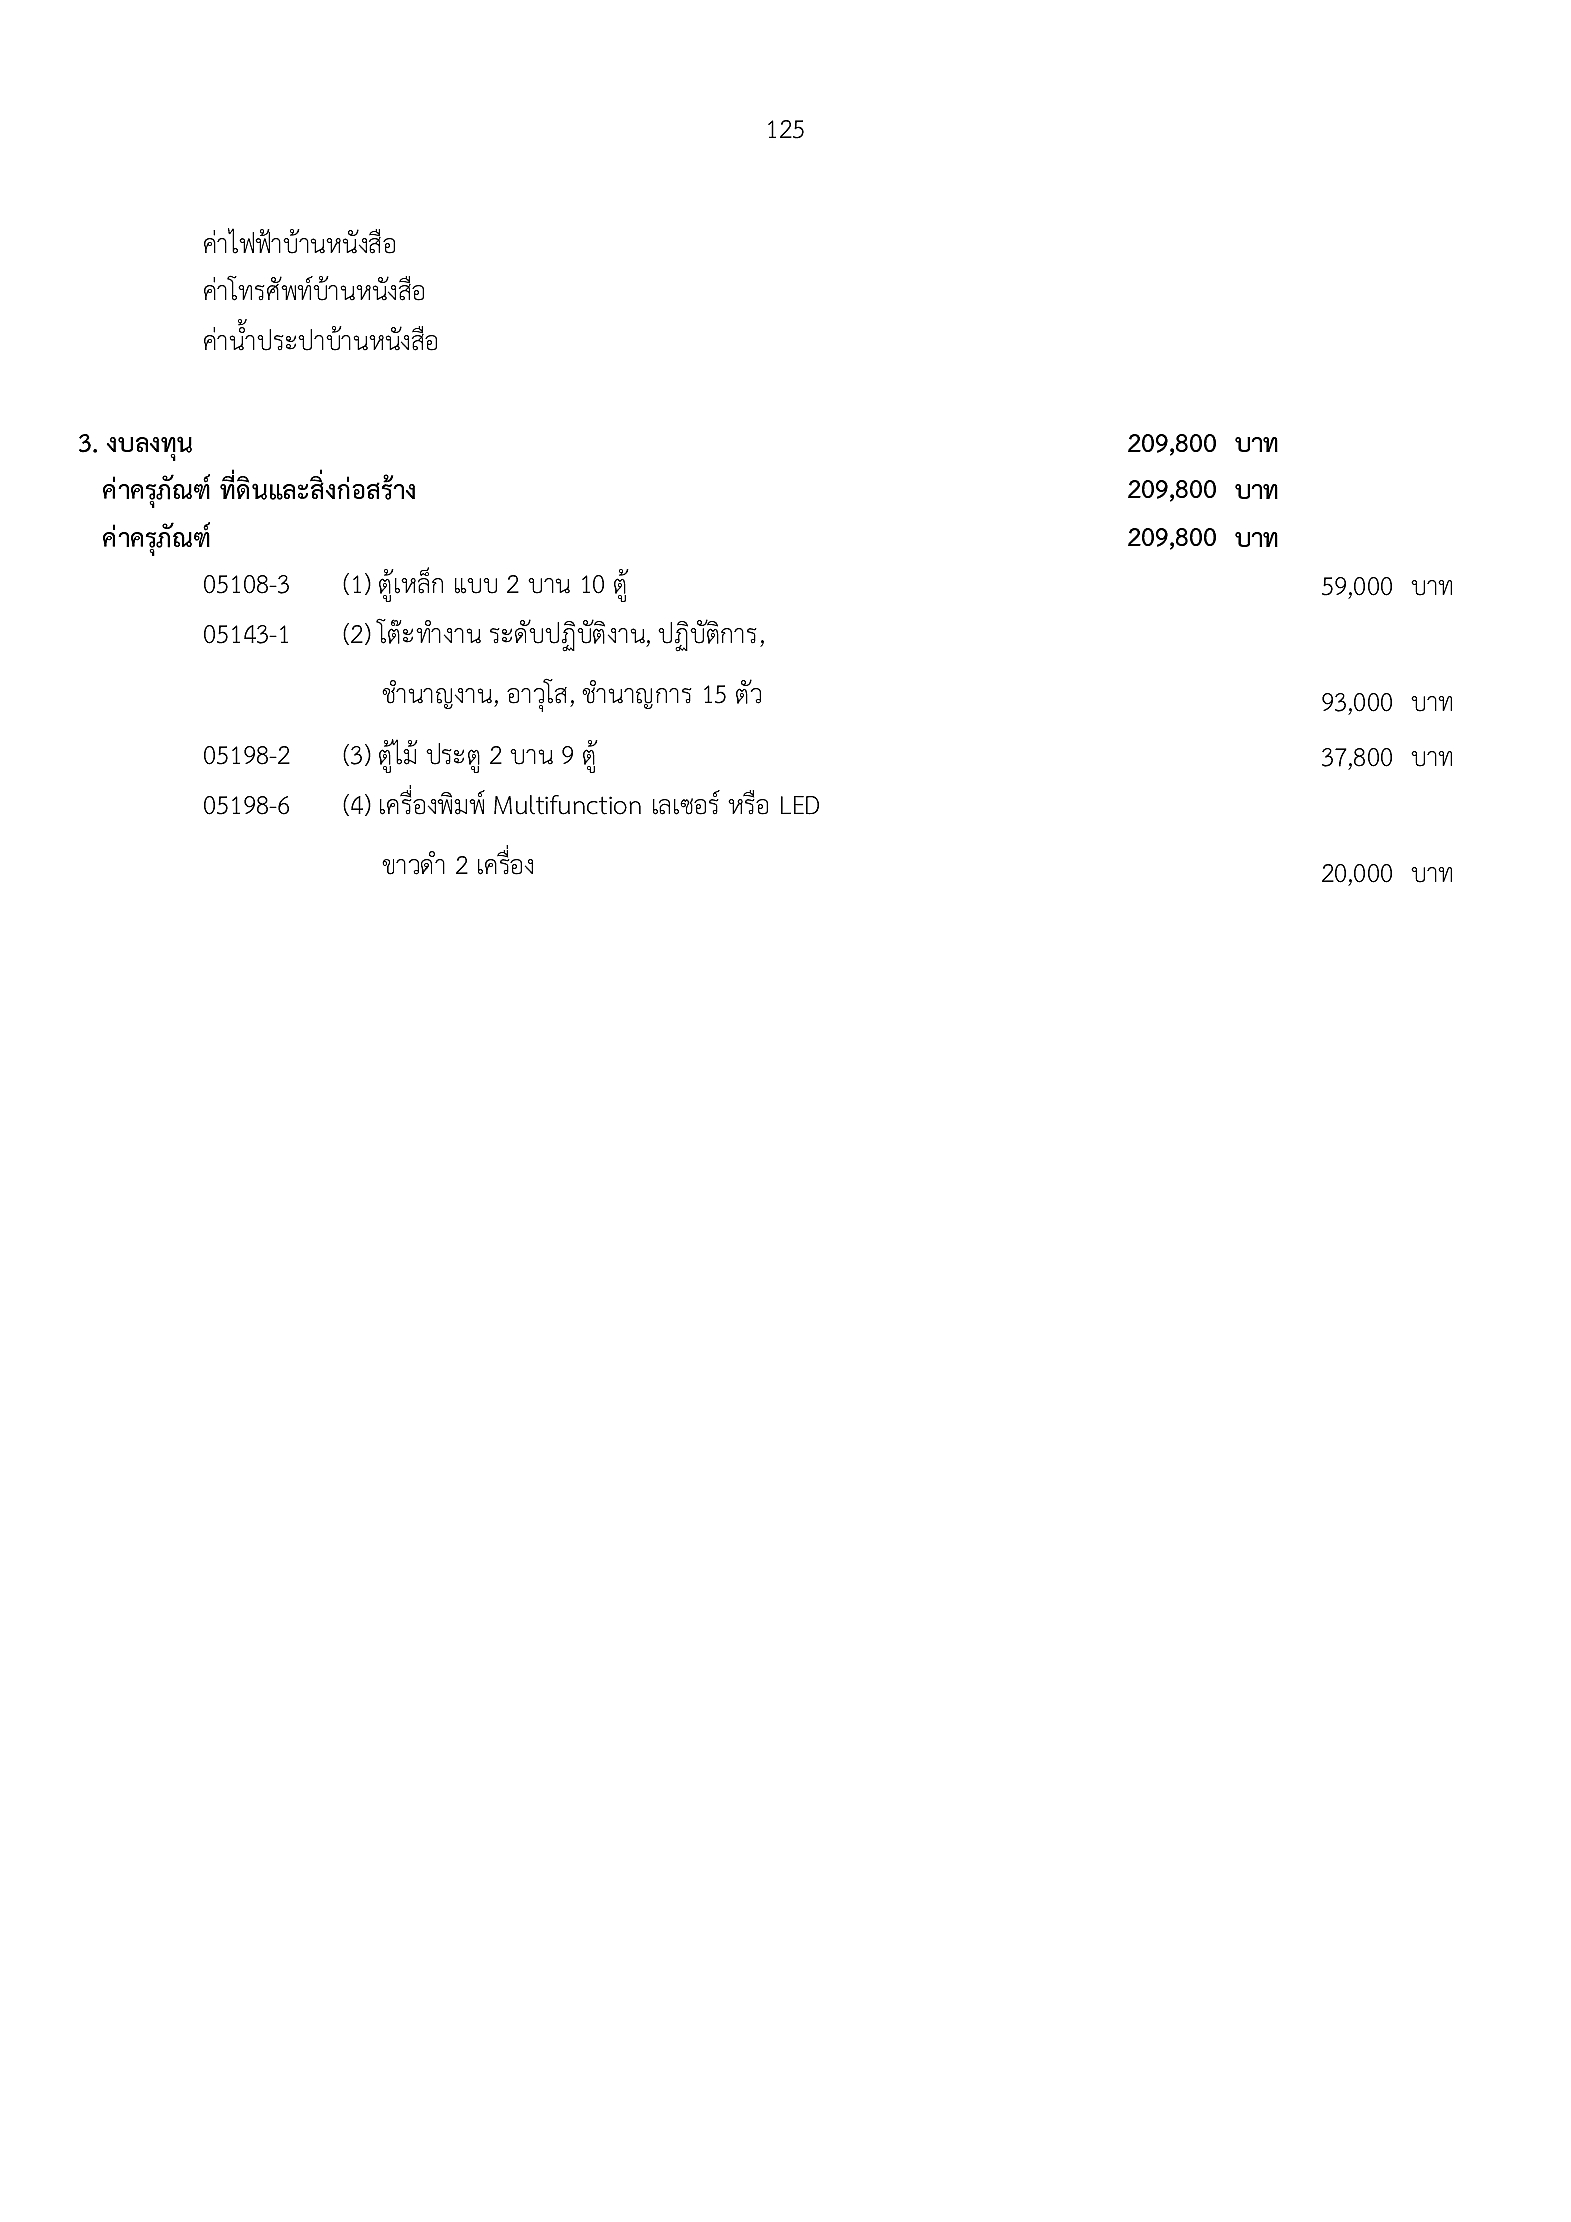 125
ค่าไฟฟ้าบ้านหนังสือ
ค่าโทรศัพท์บ้านหนังสือ
ค่าน้ำประปาบ้านหนังสือ
3. งบลงทุน 209,800 บาท
ค่าครุภัณฑ์ ที่ดินและสิ่งก่อสร้าง 209,800 บาท
ค่าครุภัณฑ์ 209,800 บาท
05108-3 (1) ตู้เหล็ก แบบ 2 บาน 10 ตู้ 59,000 บาท
05143-1 (2) โต๊ะทำงาน ระดับปฏิบัติงาน, ปฏิบัติการ,
ชำนาญงาน, อาวุโส, ชำนาญการ 15 ตัว 93,000 บาท
05198-2 (3) ตู้ไม้ ประตู 2 บาน 9 ตู้ 37,800 บาท
05198-6 (4) เครื่องพิมพ์ Multifunction เลเซอร์ หรือ LED
ขาวดำ 2 เครื่อง 20,000 บาท